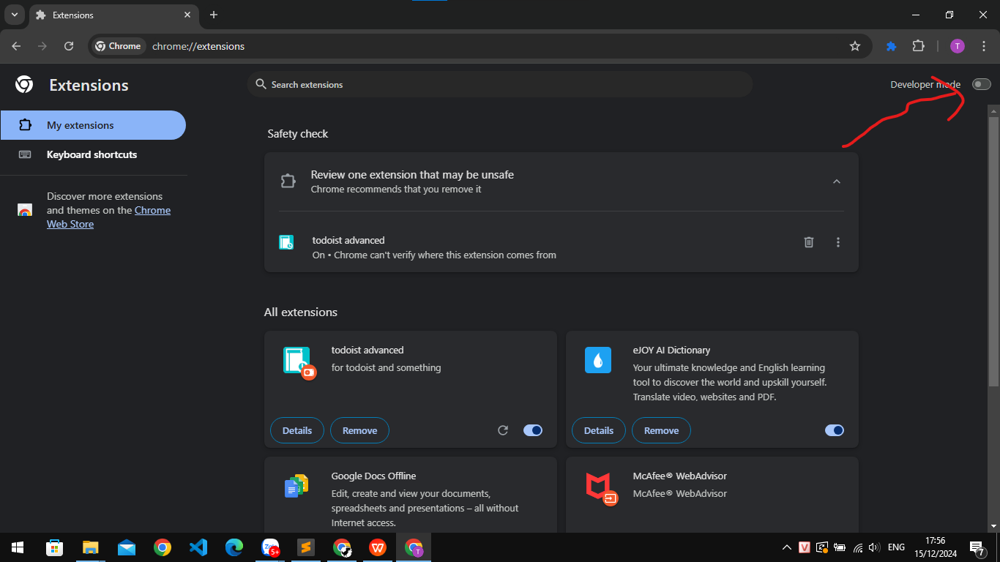 Extensions
Chrome
chrome://extensions
T
Extensions
Search extensions
Developer mode
My extensions
Keyboard shortcuts
Discover more extensions
and themes on the Chrome
Web Store
Safety check
Review one extension that may be unsafe
Chrome recommends that you remove it
todoist advanced
On • Chrome can't verify where this extension comes from
All extensions
todoist advanced
for todoist and something
Details
Remove
eJOY AI Dictionary
Your ultimate knowledge and English learning
tool to discover the world and upskill yourself.
Translate video, websites and PDF.
Details
Remove
Google Docs Offline
Edit, create and view your documents,
spreadsheets and presentations – all without
Internet access.
McAfee® WebAdvisor
McAfee® WebAdvisor
5+
T
V
ENG
17:56
15/12/2024
7